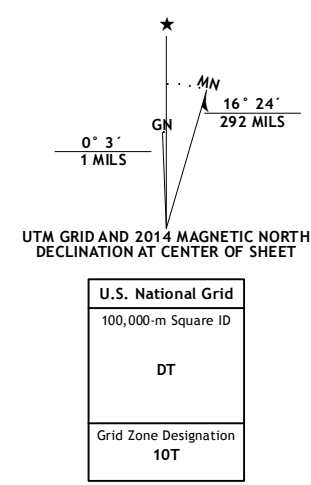 ★
MN
GN
16° 24´
292 MILS
0° 3´
1 MILS
UTM GRID AND 2014 MAGNETIC NORTH
DECLINATION AT CENTER OF SHEET
U.S. National Grid
100,000-m Square ID
DT
Grid Zone Designation
10T